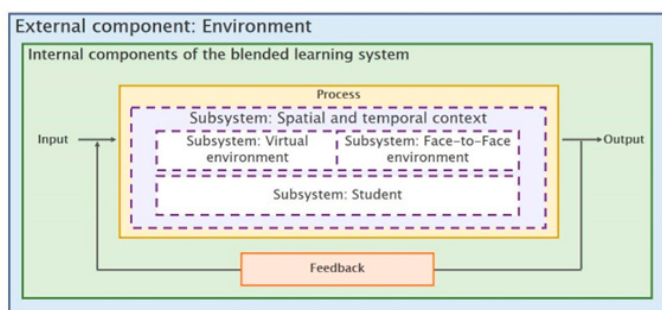 External component: Environment
Internal components of the blended learning system
Process
Subsystem: Spatial and temporal context
Subsystem: Virtual
environment
Subsystem: Face-to-Face
environment
Input
Output
Subsystem: Student
Feedback